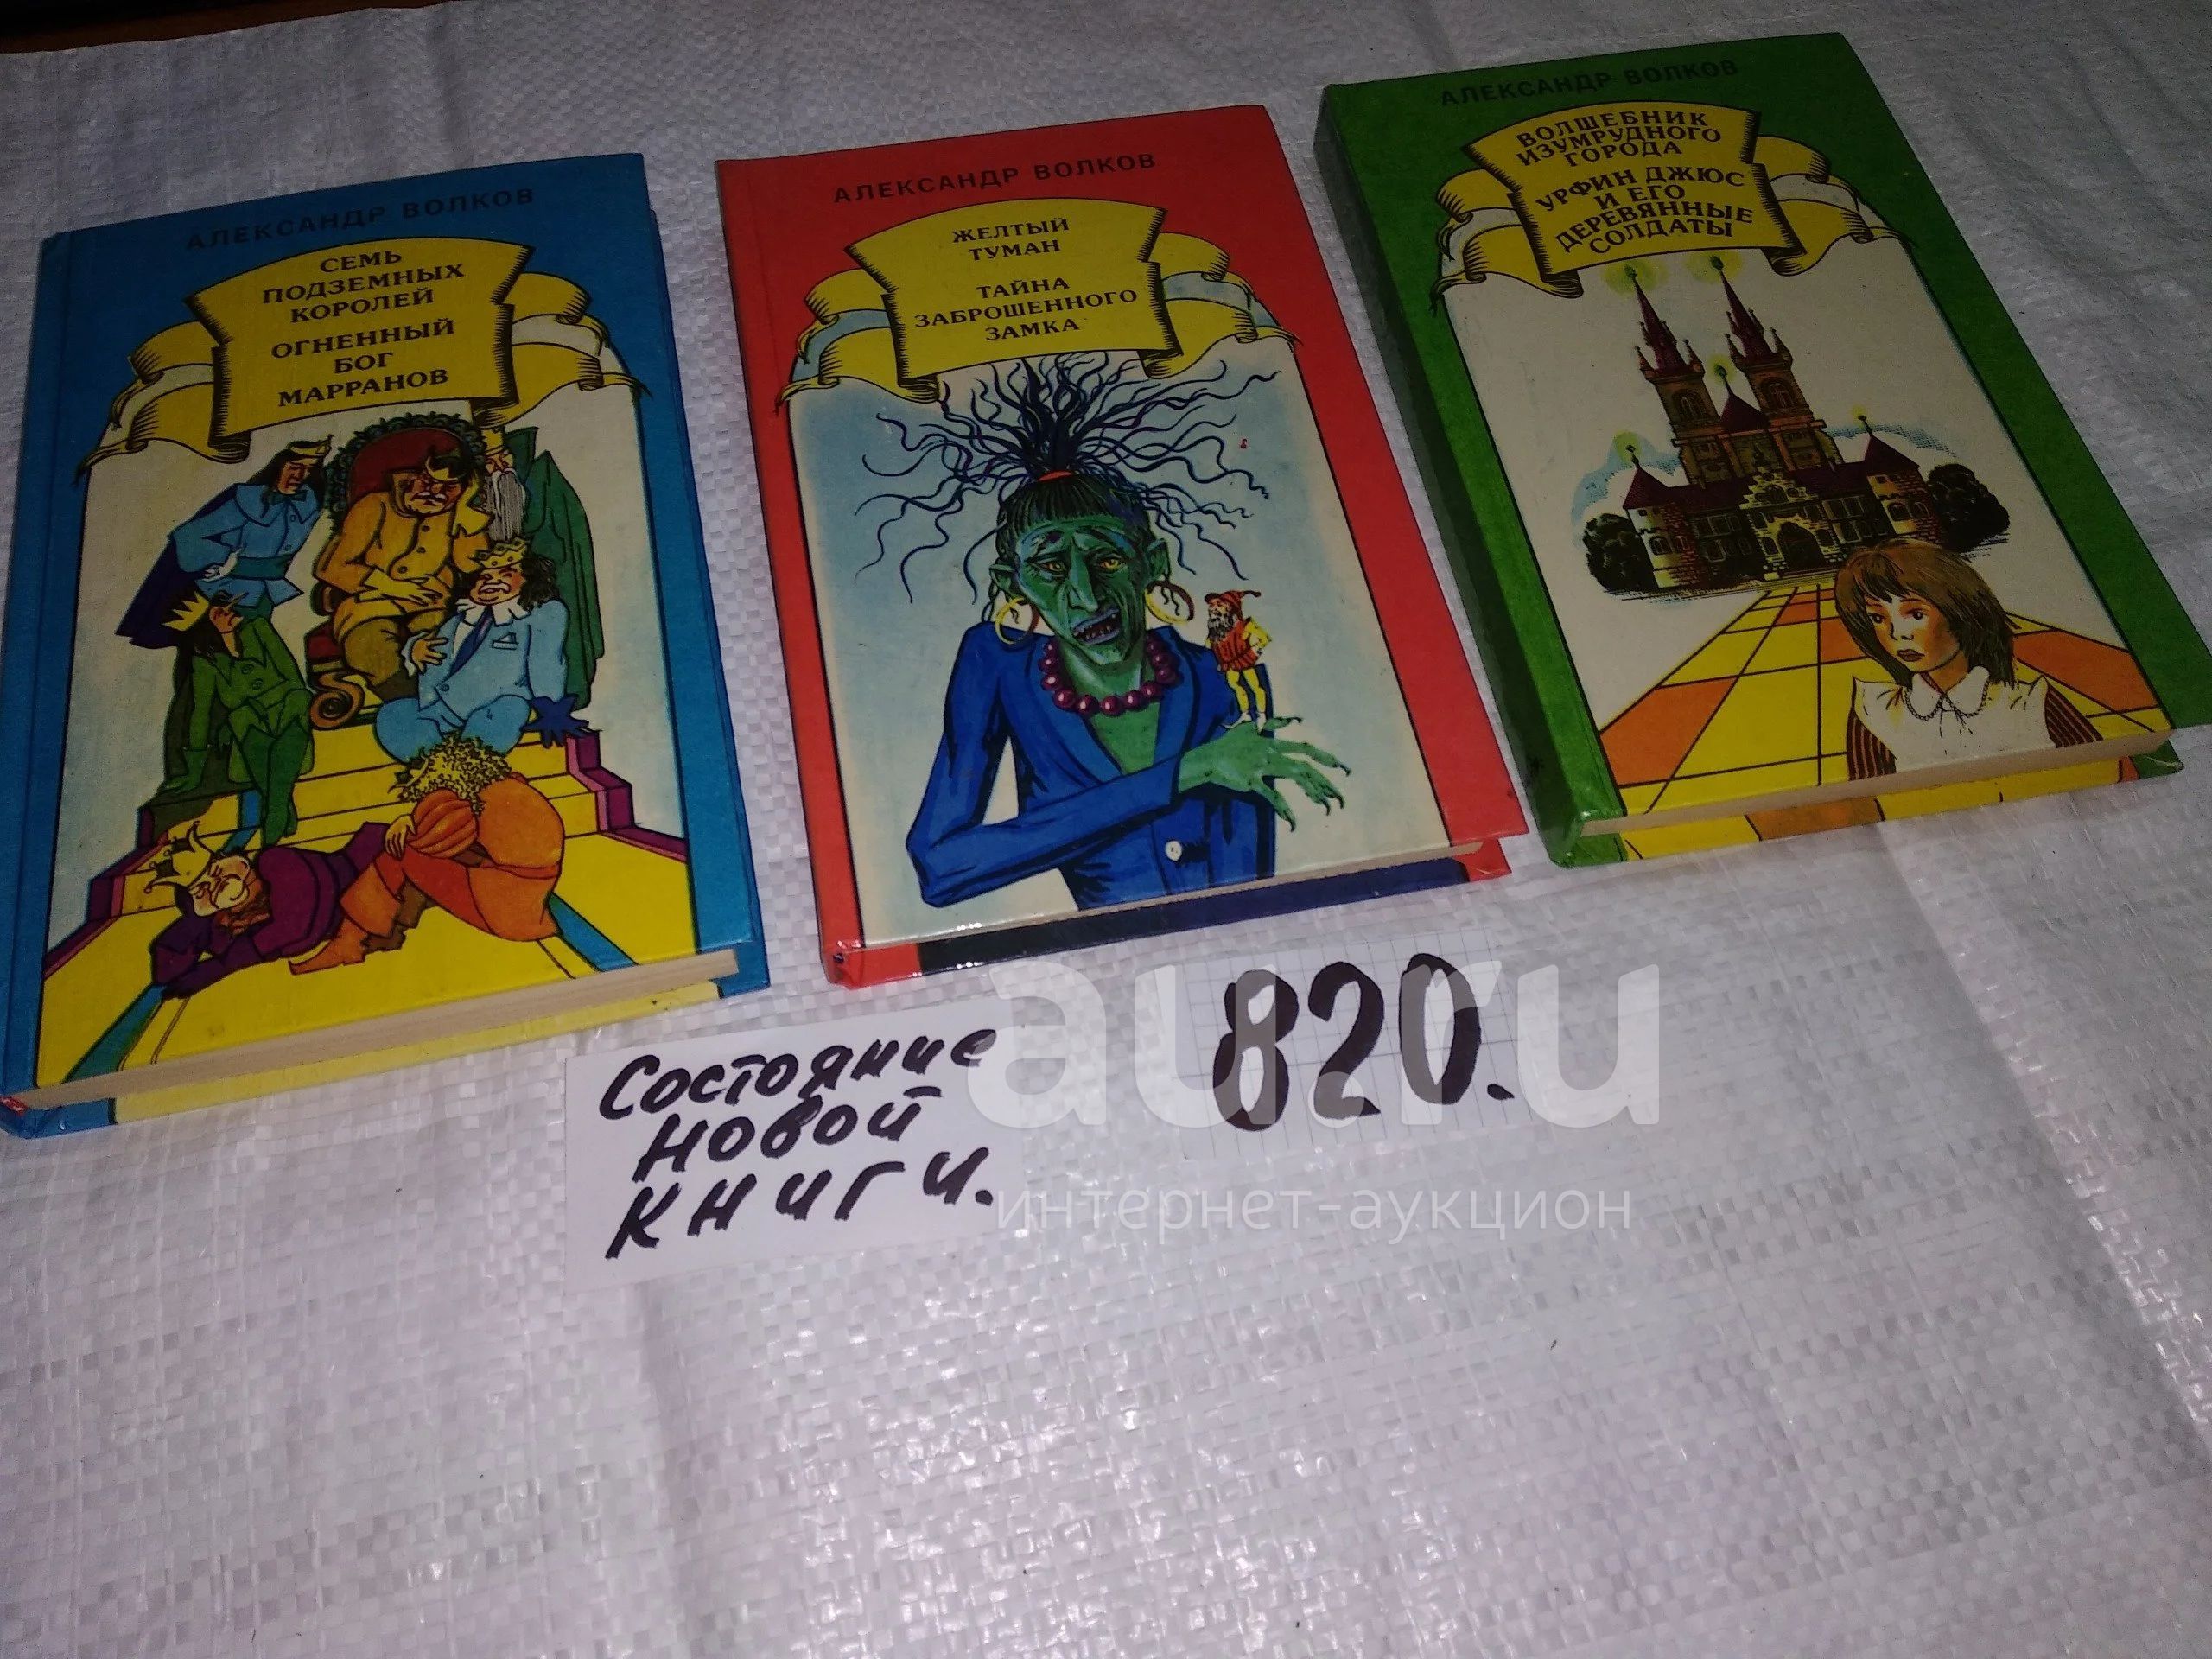 АЛЕКСАНДР ВОЛКОВ
СЕМЬ
ПОДЗЕМНЫХ
КОРОЛЕЙ
ОГНЕННЫЙ
БОГ
МАРРАНОВ
АЛЕКСАНДР ВОЛКОВ
ЖЕЛТЫЙ
ТУМАН
ТАЙНА
ЗАБРОШЕННОГО
ЗАМКА
АЛЕКСАНДР ВОЛКОВ
ВОЛШЕБНИК
ИЗУМРУДНОГО
ГОРОДА
УРФИН ДЖЮС
И ЕГО
ДЕРЕВЯННЫЕ
СОЛДАТЫ
Состояние
новой
книги.
820.
au.ru
интернет-аукцион